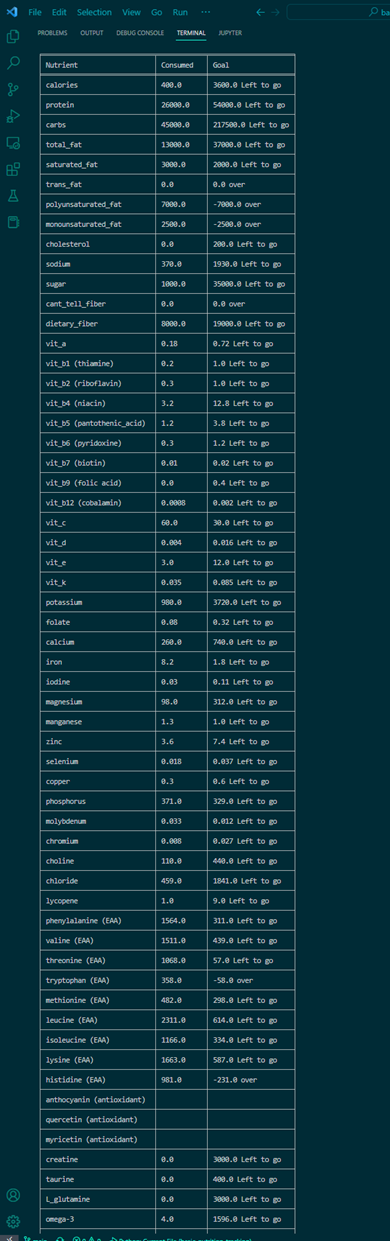 File Edit Selection View Go Run ··· ba
PROBLEMS OUTPUT DEBUG CONSOLE TERMINAL JUPYTER
Nutrient Consumed Goal
calories 400.0 3600.0 Left to go
protein 26000.0 54000.0 Left to go
carbs 45000.0 217500.0 Left to go
total_fat 13000.0 37000.0 Left to go
saturated_fat 3000.0 2000.0 Left to go
trans_fat 0.0 0.0 over
polyunsaturated_fat 7000.0 -7000.0 over
monounsaturated_fat 2500.0 -2500.0 over
cholesterol 0.0 200.0 Left to go
sodium 370.0 1930.0 Left to go
sugar 1000.0 35000.0 Left to go
cant_tell_fiber 0.0 0.0 over
dietary_fiber 8000.0 19000.0 Left to go
vit_a 0.18 0.72 Left to go
vit_b1 (thiamine) 0.2 1.0 Left to go
vit_b2 (riboflavin) 0.3 1.0 Left to go
vit_b4 (niacin) 3.2 12.8 Left to go
vit_b5 (pantothenic_acid) 1.2 3.8 Left to go
vit_b6 (pyridoxine) 0.3 1.2 Left to go
vit_b7 (biotin) 0.01 0.02 Left to go
vit_b9 (folic acid) 0.0 0.4 Left to go
vit_b12 (cobalamin) 0.0008 0.002 Left to go
vit_c 60.0 30.0 Left to go
vit_d 0.004 0.016 Left to go
vit_e 3.0 12.0 Left to go
vit_k 0.035 0.085 Left to go
potassium 980.0 3720.0 Left to go
folate 0.08 0.32 Left to go
calcium 260.0 740.0 Left to go
iron 8.2 1.8 Left to go
iodine 0.03 0.11 Left to go
magnesium 98.0 312.0 Left to go
manganese 1.3 1.0 Left to go
zinc 3.6 7.4 Left to go
selenium 0.018 0.037 Left to go
copper 0.3 0.6 Left to go
phosphorus 371.0 329.0 Left to go
molybdenum 0.033 0.012 Left to go
chromium 0.008 0.027 Left to go
choline 110.0 440.0 Left to go
chloride 459.0 1841.0 Left to go
lycopene 1.0 9.0 Left to go
phenylalanine (EAA) 1564.0 311.0 Left to go
valine (EAA) 1511.0 439.0 Left to go
threonine (EAA) 1068.0 57.0 Left to go
tryptophan (EAA) 358.0 -58.0 over
methionine (EAA) 482.0 298.0 Left to go
leucine (EAA) 2311.0 614.0 Left to go
isoleucine (EAA) 1166.0 334.0 Left to go
lysine (EAA) 1663.0 587.0 Left to go
histidine (EAA) 981.0 -231.0 over
anthocyanin (antioxidant)
quercetin (antioxidant)
myricetin (antioxidant)
creatine 0.0 3000.0 Left to go
taurine 0.0 400.0 Left to go
L_glutamine 0.0 3000.0 Left to go
omega-3 4.0 1596.0 Left to go